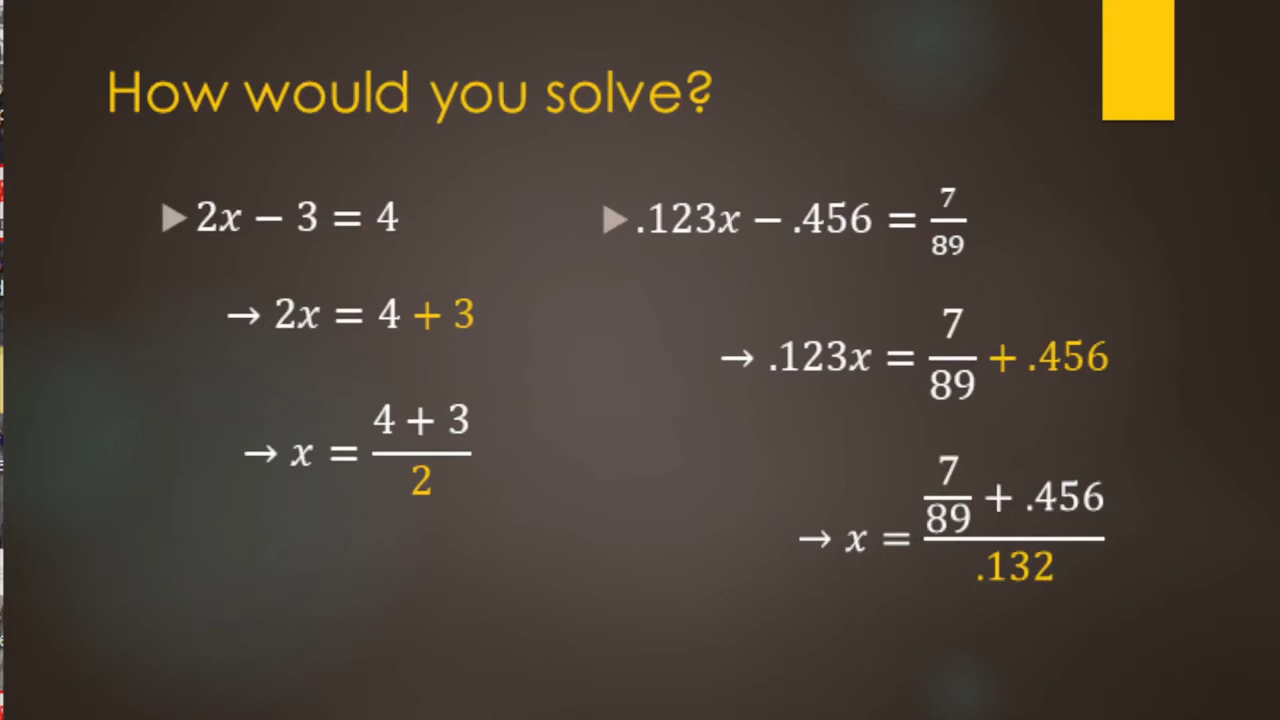 How would you solve?
2x − 3 = 4
→ 2x = 4 + 3
→ x = (4 + 3)/2
.123x − .456 = 7/89
→ .123x = 7/89 + .456
→ x = (7/89 + .456)/.132